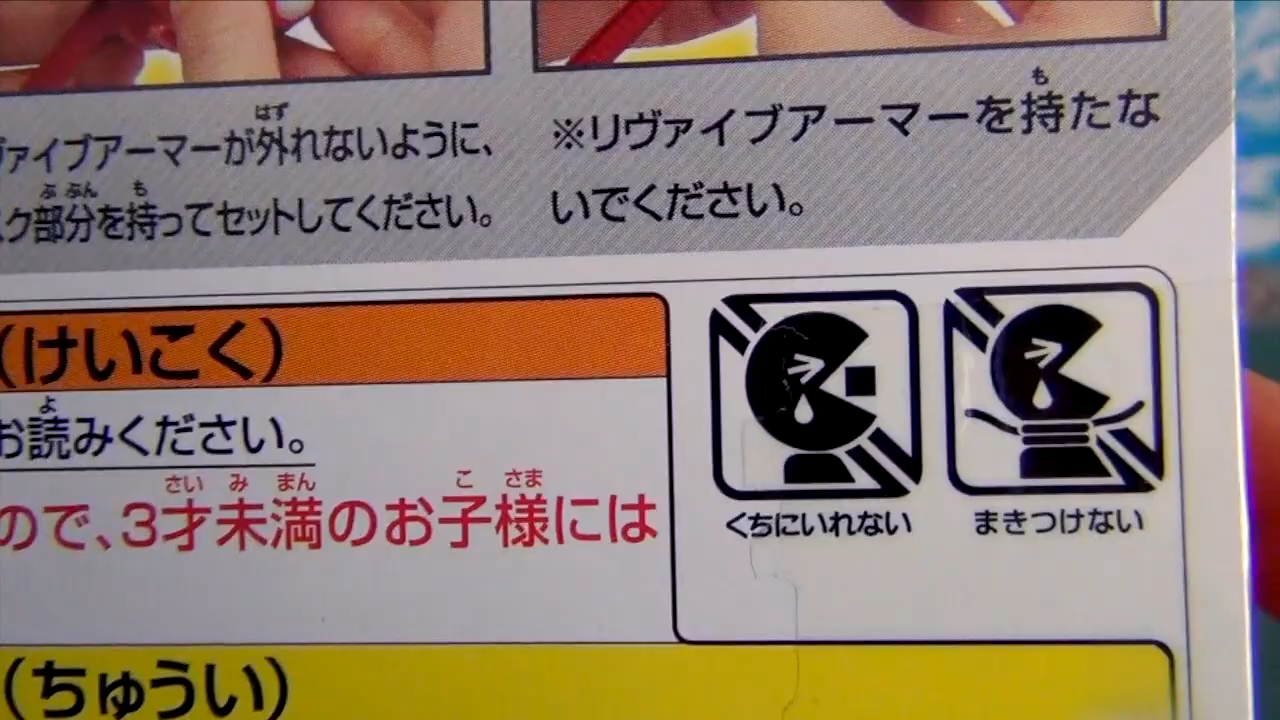 ヴァイブアーマーが外れないように、
はず
スク部分を持ってセットしてください。
ぶ ぶん も
※リヴァイブアーマーを持たな
も
いでください。
(けいこく)
お読みください。
よ
ので、3才未満のお子様には
さい み まん こ さま
くちにいれない
まきつけない
(ちゅうい)